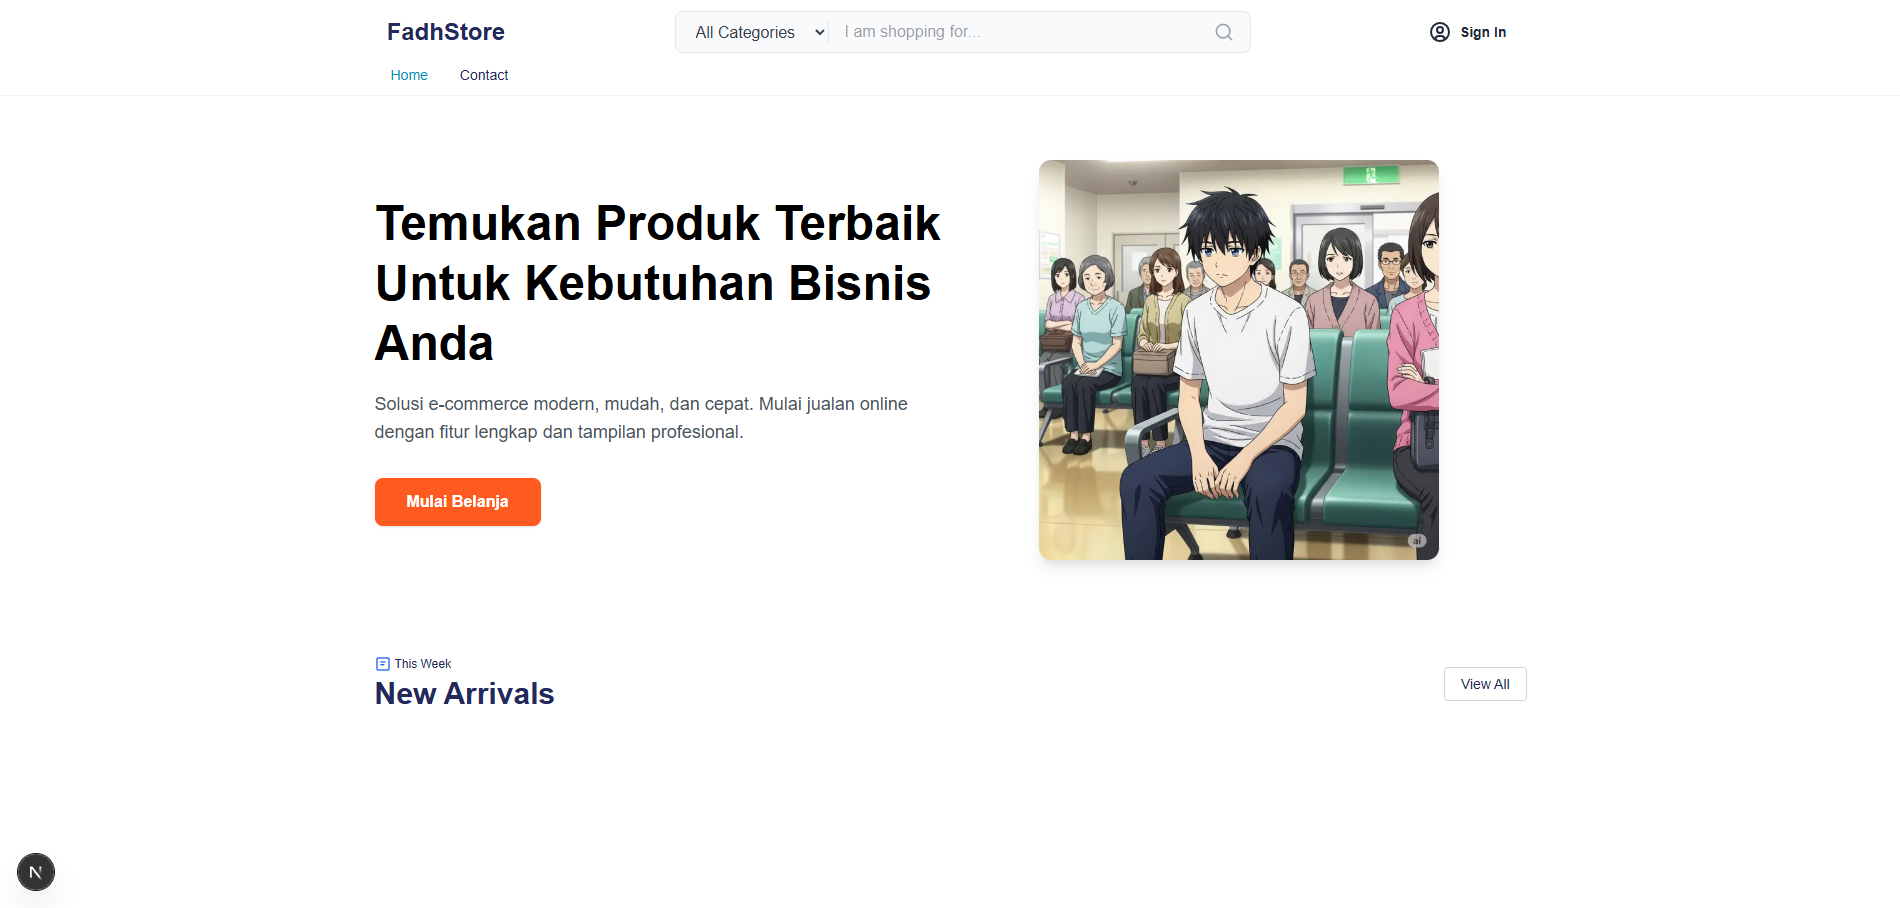 FadhStore
All Categories
I am shopping for...
Sign In
Home
Contact
Temukan Produk Terbaik
Untuk Kebutuhan Bisnis
Anda
Solusi e-commerce modern, mudah, dan cepat. Mulai jualan online
dengan fitur lengkap dan tampilan profesional.
Mulai Belanja
ai
This Week
New Arrivals
View All
N